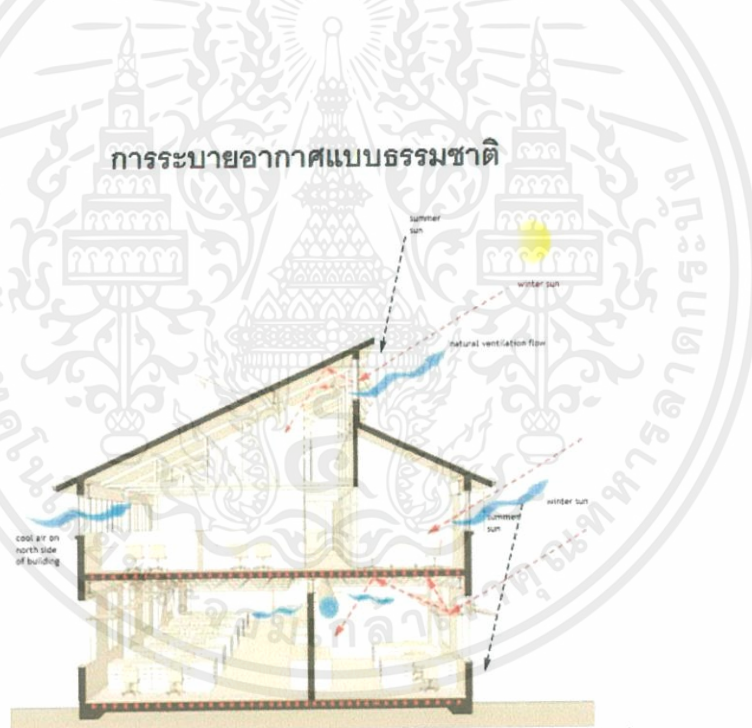 การระบายอากาศแบบธรรมชาติ
summer
sun
winter sun
natural ventilation flow
winter sun
summer
sun
cool air on
north side
of building